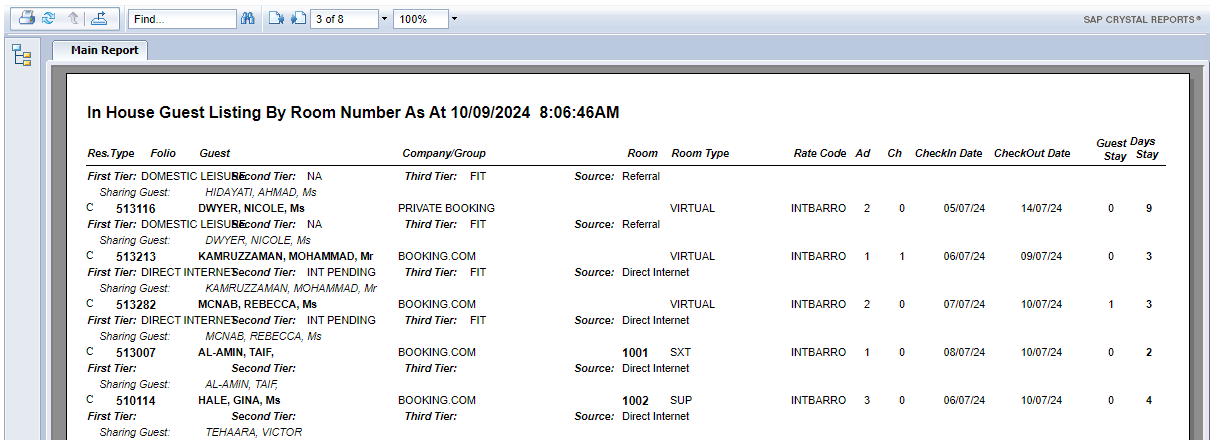 Find... 3 of 8 100% SAP CRYSTAL REPORTS®
Main Report
In House Guest Listing By Room Number As At 10/09/2024 8:06:46AM
Res.Type Folio Guest Company/Group Room Room Type Rate Code Ad Ch CheckIn Date CheckOut Date Guest Stay Days Stay
First Tier: DOMESTIC LEISURE Second Tier: NA Third Tier: FIT Source: Referral
Sharing Guest: HIDAYATI, AHMAD, Ms
C 513116 DWYER, NICOLE, Ms PRIVATE BOOKING VIRTUAL INTBARRO 2 0 05/07/24 14/07/24 0 9
First Tier: DOMESTIC LEISURE Second Tier: NA Third Tier: FIT Source: Referral
Sharing Guest: DWYER, NICOLE, Ms
C 513213 KAMRUZZAMAN, MOHAMMAD, Mr BOOKING.COM VIRTUAL INTBARRO 1 1 06/07/24 09/07/24 0 3
First Tier: DIRECT INTERNET Second Tier: INT PENDING Third Tier: FIT Source: Direct Internet
Sharing Guest: KAMRUZZAMAN, MOHAMMAD, Mr
C 513282 MCNAB, REBECCA, Ms BOOKING.COM VIRTUAL INTBARRO 2 0 07/07/24 10/07/24 1 3
First Tier: DIRECT INTERNET Second Tier: INT PENDING Third Tier: FIT Source: Direct Internet
Sharing Guest: MCNAB, REBECCA, Ms
C 513007 AL-AMIN, TAIF, BOOKING.COM 1001 SXT INTBARRO 1 0 08/07/24 10/07/24 0 2
First Tier: Second Tier: Third Tier: Source: Direct Internet
Sharing Guest: AL-AMIN, TAIF,
C 510114 HALE, GINA, Ms BOOKING.COM 1002 SUP INTBARRO 3 0 06/07/24 10/07/24 0 4
First Tier: Second Tier: Third Tier: Source: Direct Internet
Sharing Guest: TEHAARA, VICTOR